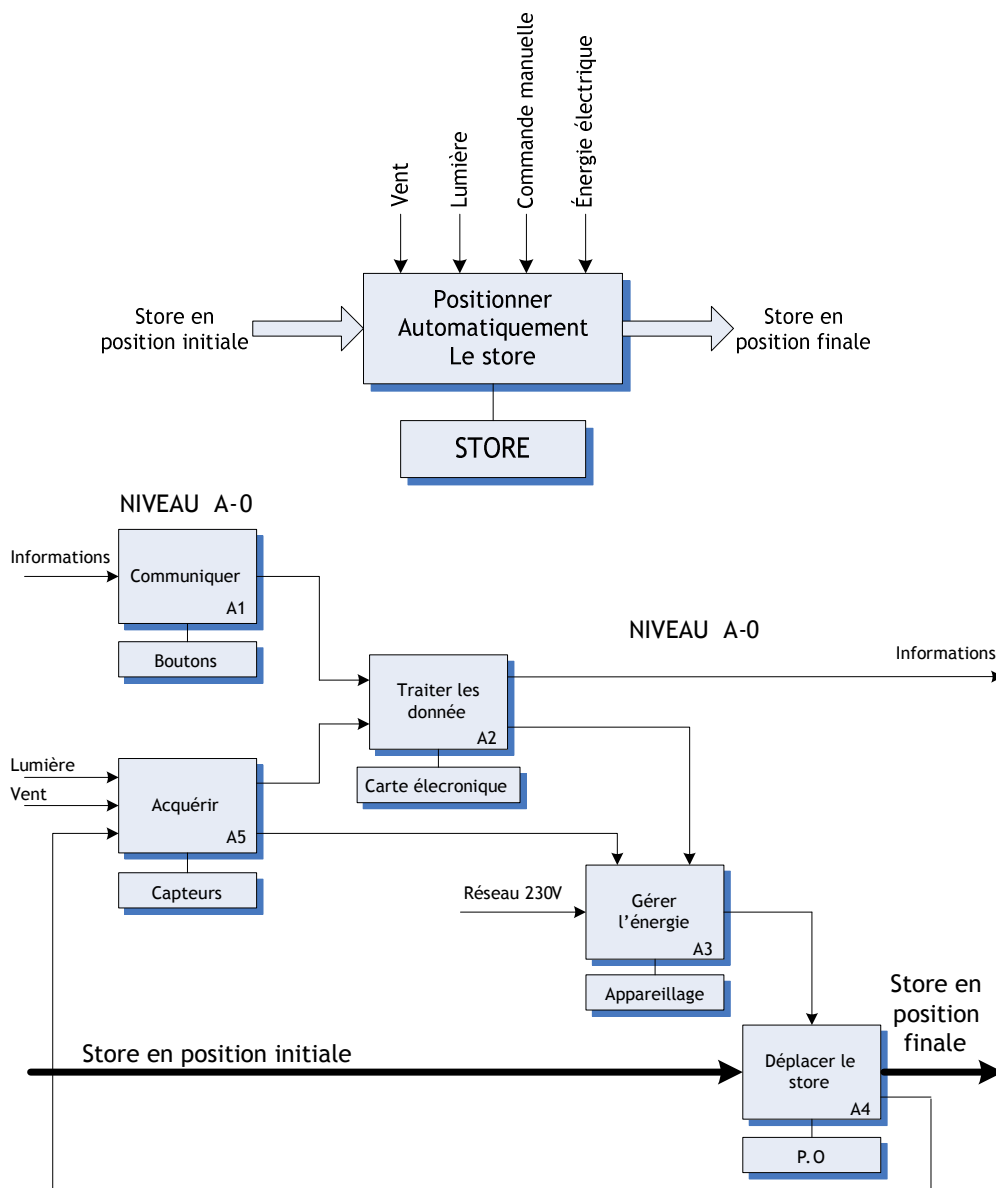 Vent
Lumière
Commande manuelle
Énergie électrique
Store en
position initiale
Positionner
Automatiquement
Le store
Store en
position finale
STORE
NIVEAU A-0
Informations
Communiquer
A1
Boutons
NIVEAU A-0
Informations
Traiter les
donnée
A2
Carte élecronique
Lumière
Vent
Acquérir
A5
Capteurs
Réseau 230V
Gérer
l'énergie
A3
Appareillage
Store en
position
finale
Store en position initiale
Déplacer le
store
A4
P.O